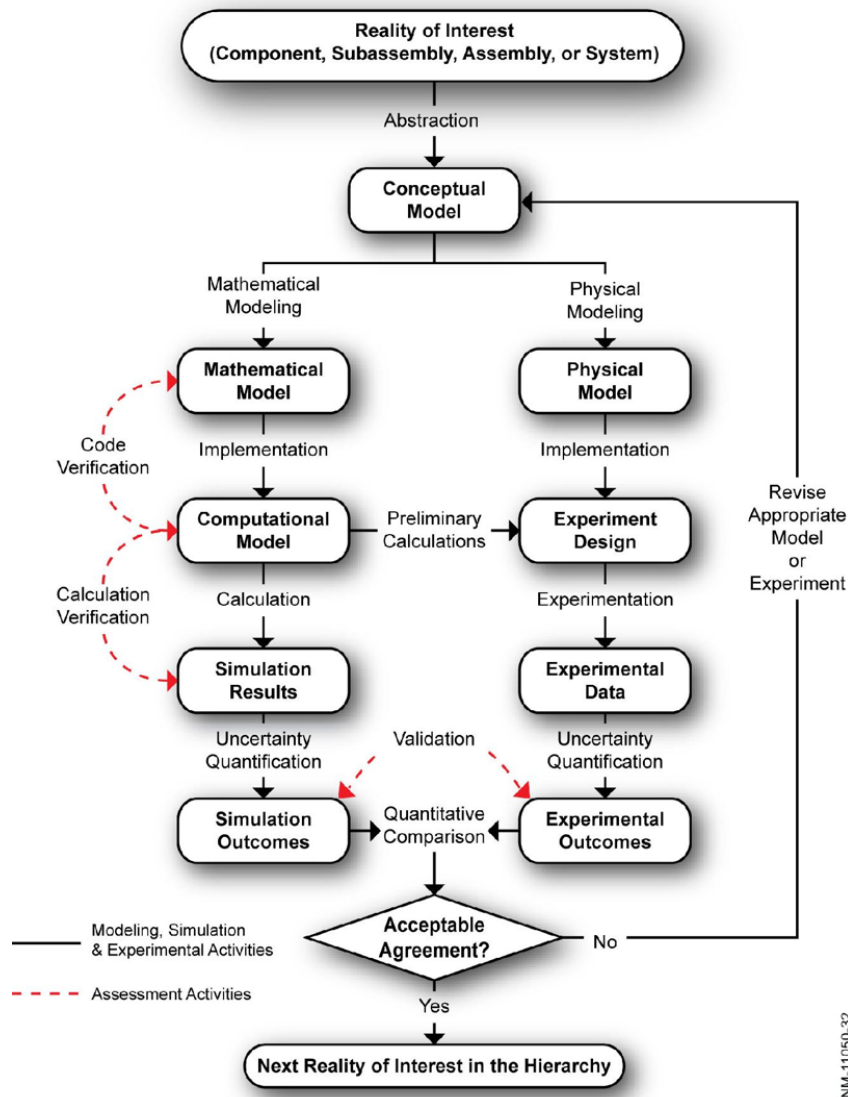 Reality of Interest
(Component, Subassembly, Assembly, or System)
Abstraction
Conceptual
Model
Mathematical
Modeling
Physical
Modeling
Mathematical
Model
Physical
Model
Code
Verification
Implementation
Implementation
Revise
Appropriate
Model
or
Experiment
Computational
Model
Preliminary
Calculations
Experiment
Design
Calculation
Verification
Calculation
Experimentation
Simulation
Results
Experimental
Data
Uncertainty
Quantification
Validation
Uncertainty
Quantification
Simulation
Outcomes
Quantitative
Comparison
Experimental
Outcomes
Modeling, Simulation
& Experimental Activities
Acceptable
Agreement?
No
Assessment Activities
Yes
Next Reality of Interest in the Hierarchy
NM-11050-32